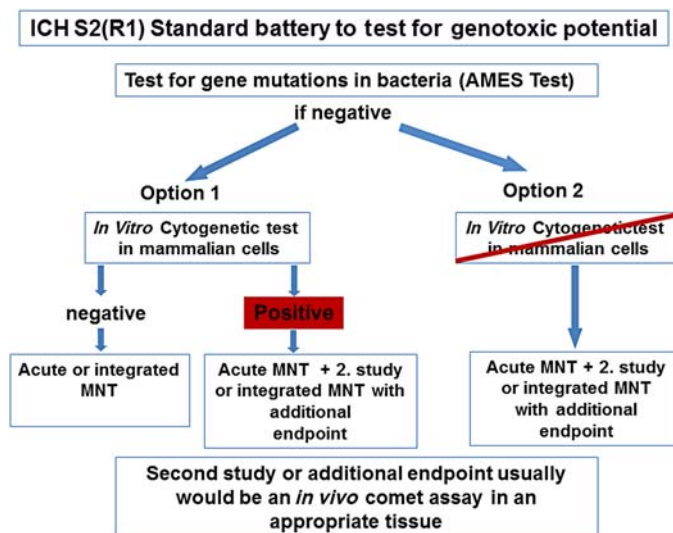 ICH S2(R1) Standard battery to test for genotoxic potential
Test for gene mutations in bacteria (AMES Test)
if negative
Option 1
Option 2
In Vitro Cytogenetic test
in mammalian cells
In Vitro Cytogenetictest
in mammalian cells
negative
Positive
Acute or integrated
MNT
Acute MNT + 2. study
or integrated MNT with
additional
endpoint
Acute MNT + 2. study
or integrated MNT
with additional
endpoint
Second study or additional endpoint usually
would be an in vivo comet assay in an
appropriate tissue